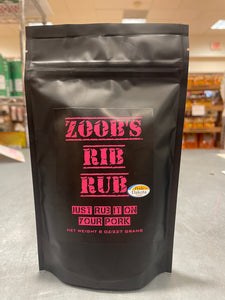 ZOOB'S
RIB
RUB
JUST RUB IT ON
YOUR PORK
NET WEIGHT 8 OZ/227 GRAMS